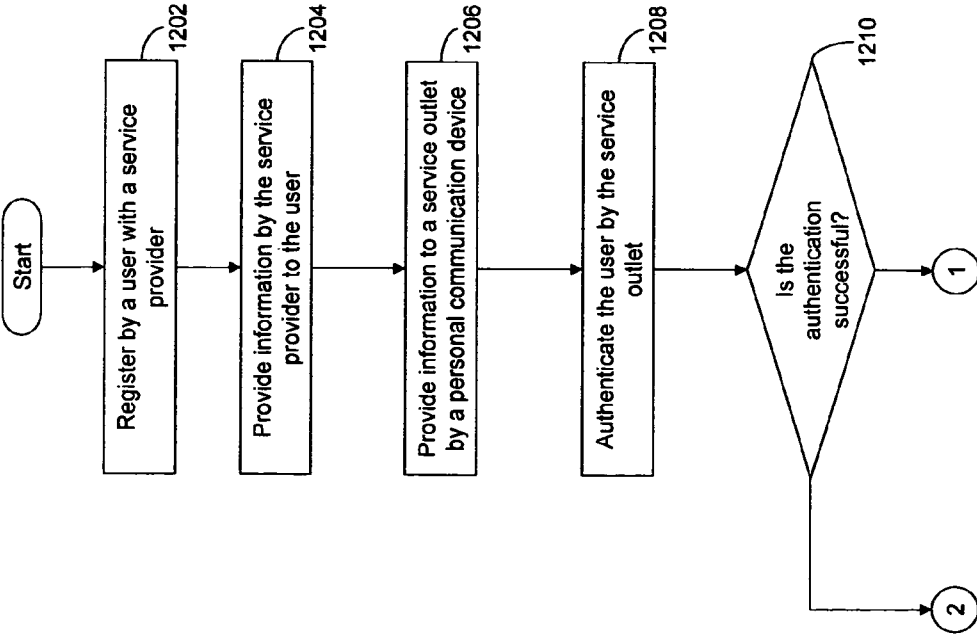 Start
Register by a user with a service
provider
1202
Provide information by the service
provider to the user
1204
Provide information to a service outlet
by a personal communication device
1206
Authenticate the user by the service
outlet
1208
Is the
authentication
successful?
1210
2
1